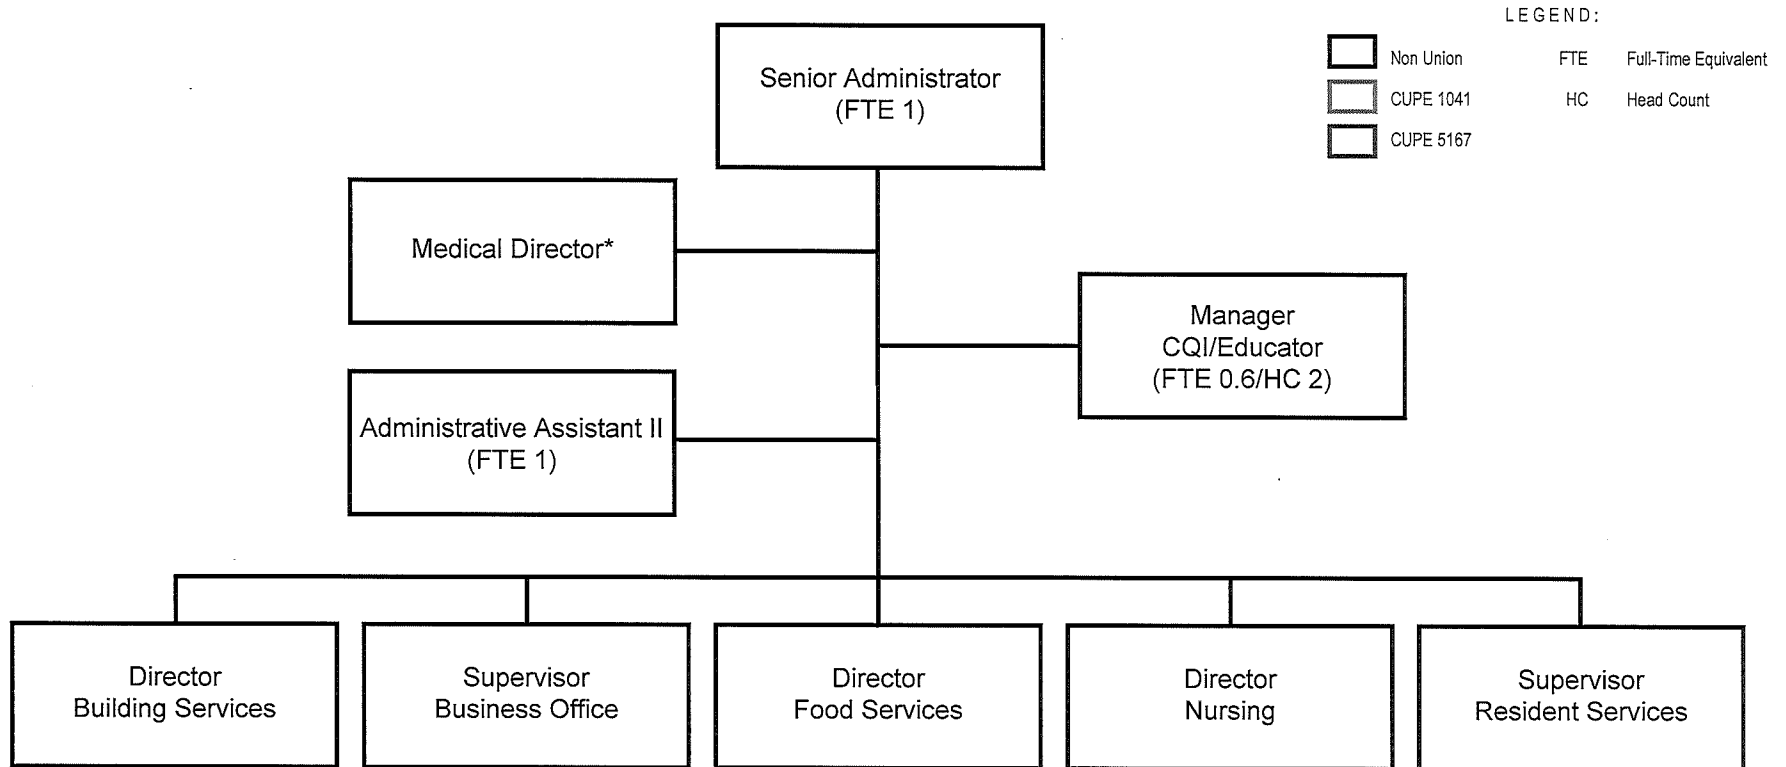 LEGEND:
Non Union FTE Full-Time Equivalent
CUPE 1041 HC Head Count
CUPE 5167
Senior Administrator
(FTE 1)
Medical Director*
Manager
CQI/Educator
(FTE 0.6/HC 2)
Administrative Assistant II
(FTE 1)
Director
Building Services
Supervisor
Business Office
Director
Food Services
Director
Nursing
Supervisor
Resident Services